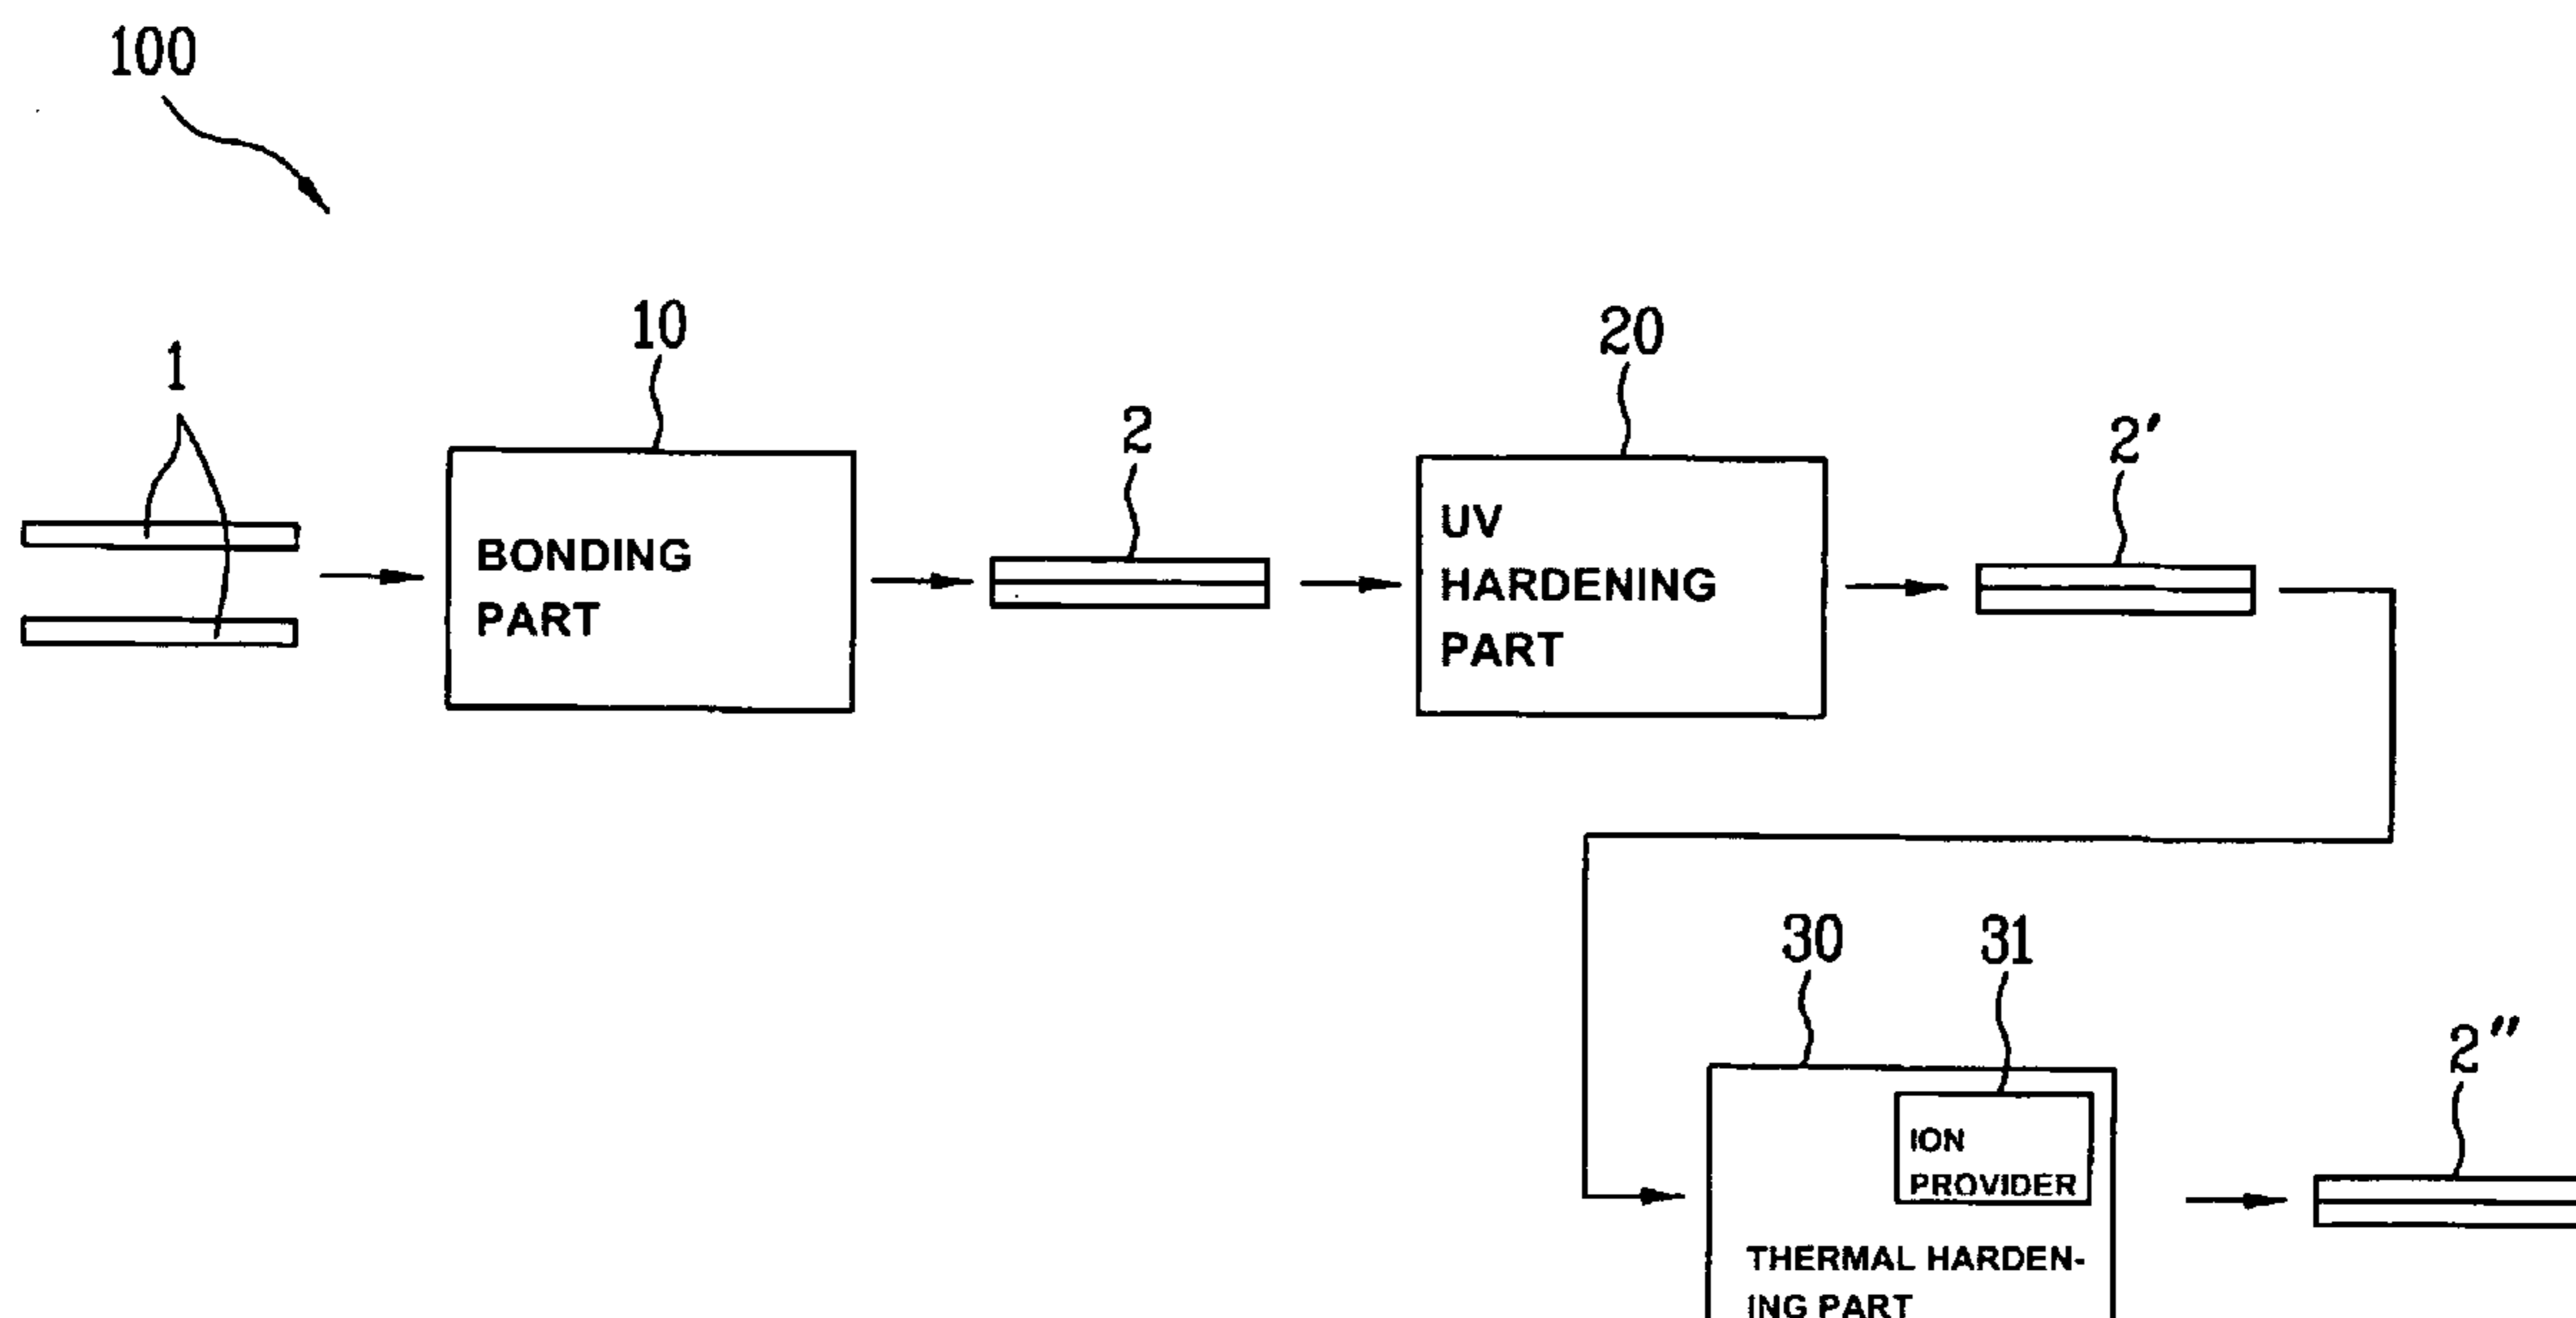 100
1
10
BONDING
PART
2
20
UV
HARDENING
PART
2′
30
31
ION
PROVIDER
THERMAL HARDEN-
ING PART
2″